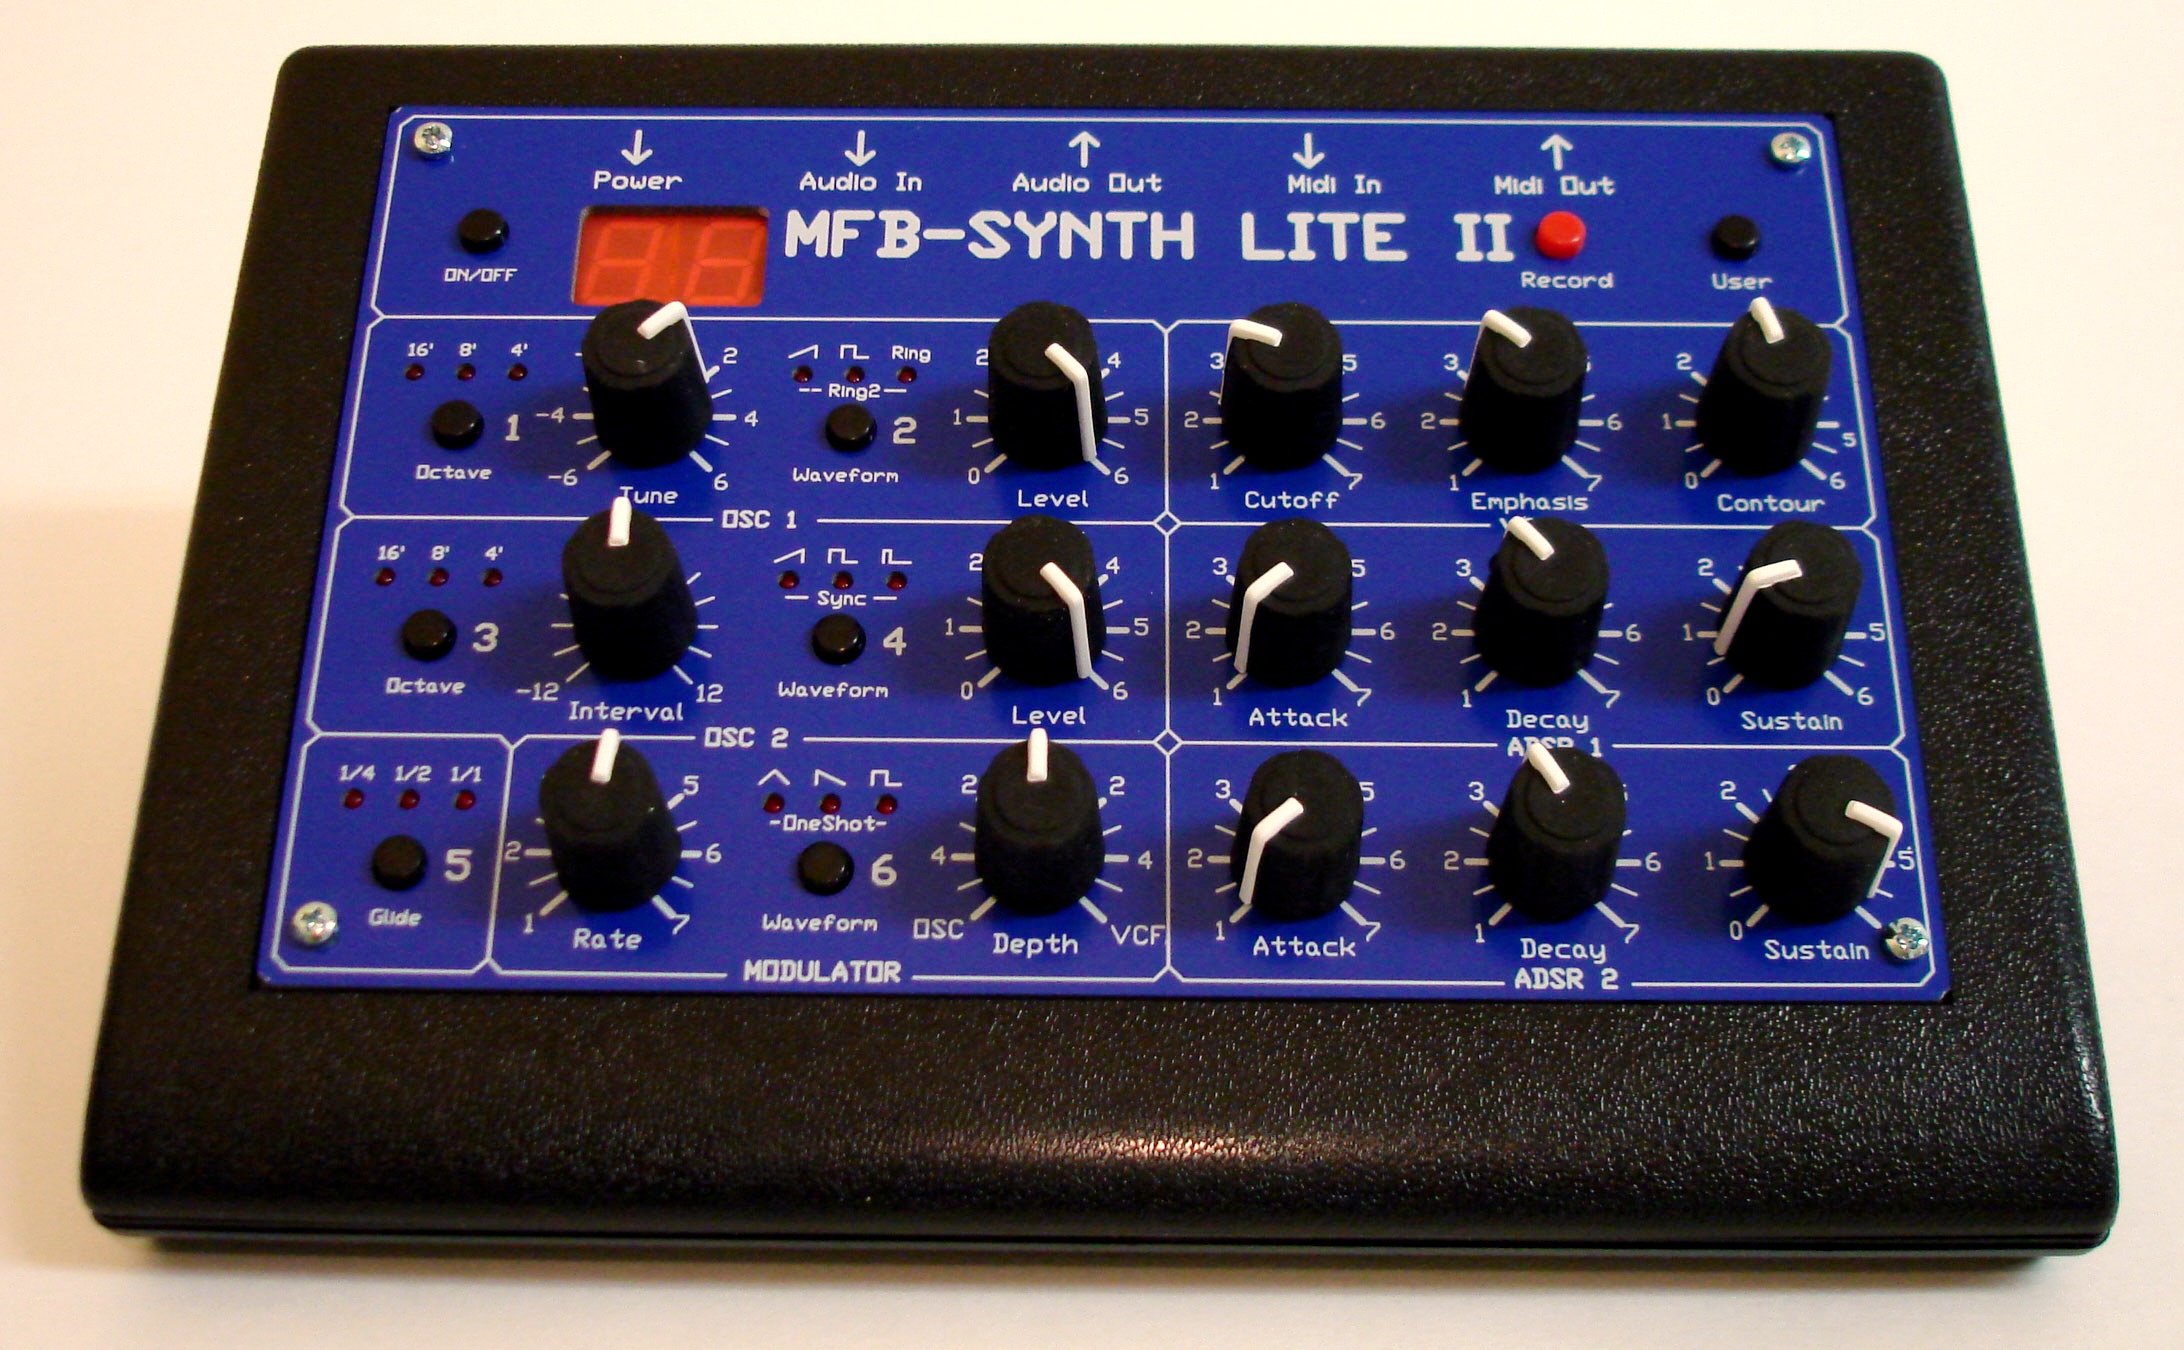 Power Audio In Audio Out Midi In Midi Out
MFB-SYNTH LITE II
ON/OFF Record User
16' 8' 4' 2 Ring 2 4 3 5 3 2
-- Ring2 --
-4 1 4 2 1 5 2 6 2 6 1 5
Octave -6 6 Waveform 0 6 1 7 1 7 0 6
Tune Level Cutoff Emphasis Contour
OSC 1
16' 8' 4' 2 4 3 5 3 2
— Sync —
3 4 1 5 2 6 2 6 1 5
Octave -12 12 Waveform 0 6 1 7 1 7 0 6
Interval Level Attack Decay Sustain
OSC 2 ADSR 1
1/4 1/2 1/1 5 2 2 3 5 3 2
-OneShot-
5 2 6 6 4 4 2 6 2 6 1 5
Glide 1 7 Waveform OSC VCF 1 7 1 7 0
Rate Depth Attack Decay Sustain
MODULATOR ADSR 2